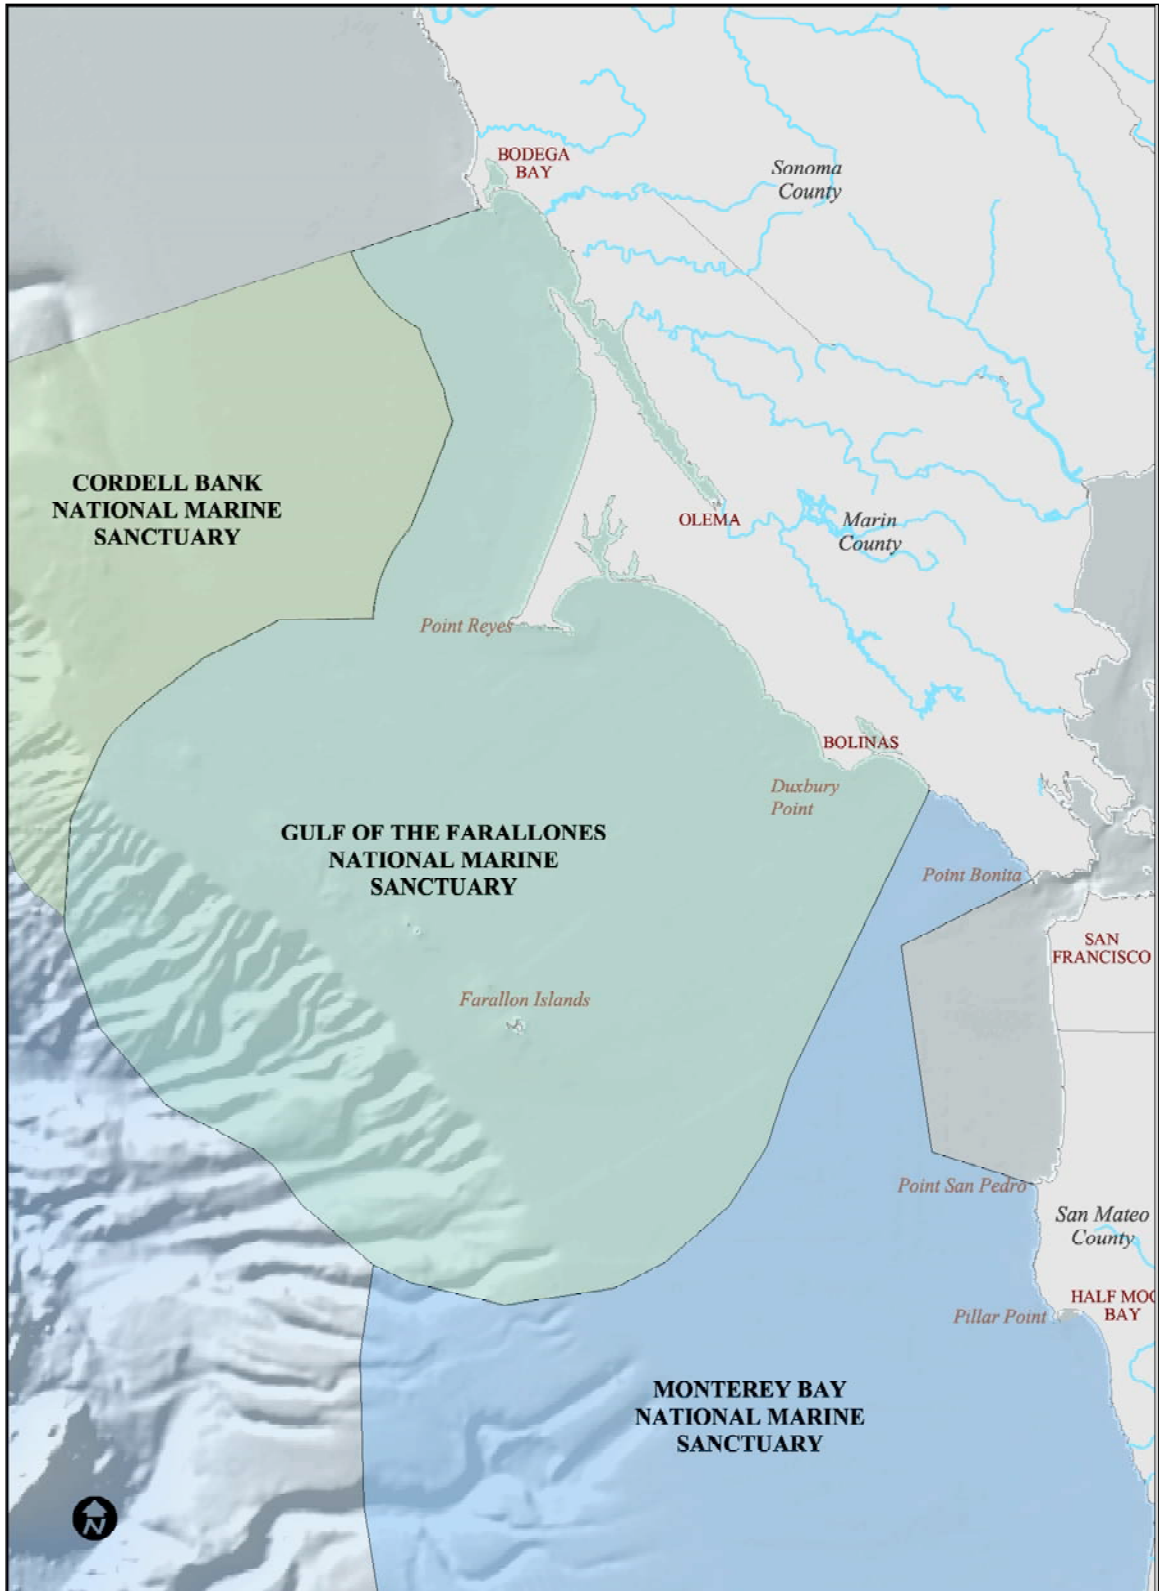 BODEGA
BAY
Sonoma
County
CORDELL BANK
NATIONAL MARINE
SANCTUARY
OLEMA
Marin
County
Point Reyes
BOLINAS
Duxbury
Point
GULF OF THE FARALLONES
NATIONAL MARINE
SANCTUARY
Point Bonita
SAN
FRANCISCO
Farallon Islands
Point San Pedro
San Mateo
County
HALF MOO
BAY
Pillar Point
MONTEREY BAY
NATIONAL MARINE
SANCTUARY
N